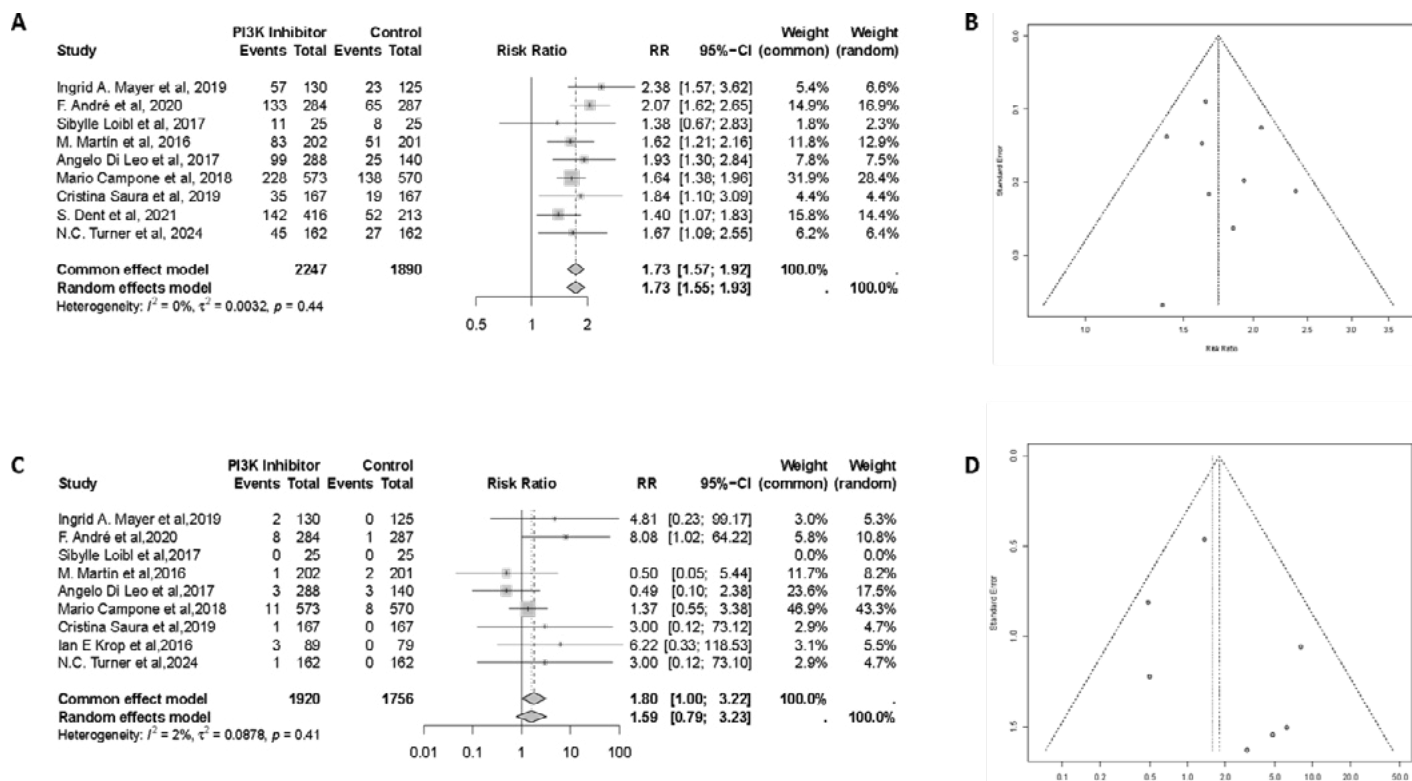 A
PI3K Inhibitor Control Weight Weight
Study Events Total Events Total Risk Ratio RR 95%-CI (common) (random)
Ingrid A. Mayer et al, 2019 57 130 23 125 2.38 [1.57; 3.62] 5.4% 6.6%
F. André et al, 2020 133 284 65 287 2.07 [1.62; 2.65] 14.9% 16.9%
Sibylle Loibl et al, 2017 11 25 8 25 1.38 [0.67; 2.83] 1.8% 2.3%
M. Martín et al, 2016 83 202 51 201 1.62 [1.21; 2.16] 11.8% 12.9%
Angelo Di Leo et al, 2017 99 288 25 140 1.93 [1.30; 2.84] 7.8% 7.5%
Mario Campone et al, 2018 228 573 138 570 1.64 [1.38; 1.96] 31.9% 28.4%
Cristina Saura et al, 2019 35 167 19 167 1.84 [1.10; 3.09] 4.4% 4.4%
S. Dent et al, 2021 142 416 52 213 1.40 [1.07; 1.83] 15.8% 14.4%
N.C. Turner et al, 2024 45 162 27 162 1.67 [1.09; 2.55] 6.2% 6.4%
Common effect model 2247 1890 1.73 [1.57; 1.92] 100.0% .
Random effects model 1.73 [1.55; 1.93] . 100.0%
Heterogeneity: I² = 0%, τ² = 0.0032, p = 0.44
0.5 1 2
B
Standard Error
0.0
0.1
0.2
0.3
1.0 1.5 2.0 2.5 3.0 3.5
Risk Ratio
C
PI3K Inhibitor Control Weight Weight
Study Events Total Events Total Risk Ratio RR 95%-CI (common) (random)
Ingrid A. Mayer et al,2019 2 130 0 125 4.81 [0.23; 99.17] 3.0% 5.3%
F. André et al,2020 8 284 1 287 8.08 [1.02; 64.22] 5.8% 10.8%
Sibylle Loibl et al,2017 0 25 0 25 0.0% 0.0%
M. Martin et al,2016 1 202 2 201 0.50 [0.05; 5.44] 11.7% 8.2%
Angelo Di Leo et al,2017 3 288 3 140 0.49 [0.10; 2.38] 23.6% 17.5%
Mario Campone et al,2018 11 573 8 570 1.37 [0.55; 3.38] 46.9% 43.3%
Cristina Saura et al,2019 1 167 0 167 3.00 [0.12; 73.12] 2.9% 4.7%
Ian E Krop et al,2016 3 89 0 79 6.22 [0.33; 118.53] 3.1% 5.5%
N.C. Turner et al,2024 1 162 0 162 3.00 [0.12; 73.10] 2.9% 4.7%
Common effect model 1920 1756 1.80 [1.00; 3.22] 100.0% .
Random effects model 1.59 [0.79; 3.23] . 100.0%
Heterogeneity: I² = 2%, τ² = 0.0878, p = 0.41
0.01 0.1 1 10 100
D
Standard Error
0.0
0.5
1.0
1.5
0.1 0.2 0.5 1.0 2.0 5.0 10.0 20.0 50.0